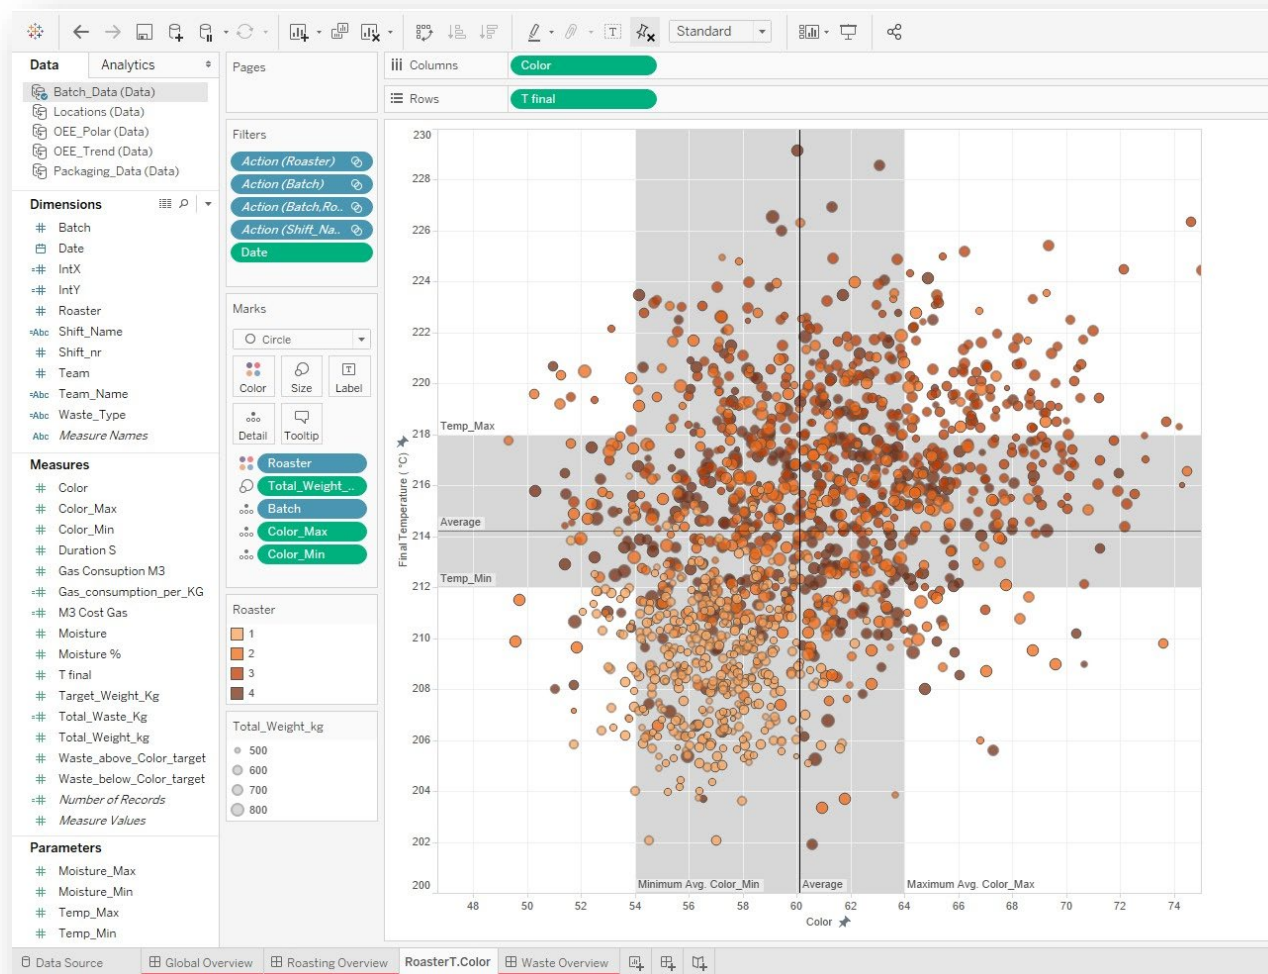 Standard
Data
Analytics
Batch_Data (Data)
Locations (Data)
OEE_Polar (Data)
OEE_Trend (Data)
Packaging_Data (Data)
Dimensions
# Batch
Date
=# IntX
=# IntY
# Roaster
=Abc Shift_Name
# Shift_nr
# Team
=Abc Team_Name
=Abc Waste_Type
Abc Measure Names
Measures
# Color
# Color_Max
# Color_Min
# Duration S
# Gas Consuption M3
=# Gas_consumption_per_KG
=# M3 Cost Gas
# Moisture
# Moisture %
# T final
# Target_Weight_Kg
=# Total_Waste_Kg
# Total_Weight_kg
# Waste_above_Color_target
# Waste_below_Color_target
=# Number of Records
# Measure Values
Parameters
# Moisture_Max
# Moisture_Min
# Temp_Max
# Temp_Min
Pages
Filters
Action (Roaster)
Action (Batch)
Action (Batch,Ro..
Action (Shift_Na..
Date
Marks
Circle
Color
Size
Label
Detail
Tooltip
Roaster
Total_Weight_..
Batch
Color_Max
Color_Min
Roaster
1
2
3
4
Total_Weight_kg
500
600
700
800
Columns
Color
Rows
T final
230
228
226
224
222
220
218
216
214
212
210
208
206
204
202
200
Final Temperature ( °C)
Temp_Max
Average
Temp_Min
Minimum Avg. Color_Min
Average
Maximum Avg. Color_Max
48 50 52 54 56 58 60 62 64 66 68 70 72 74
Color
Data Source
Global Overview
Roasting Overview
RoasterT.Color
Waste Overview